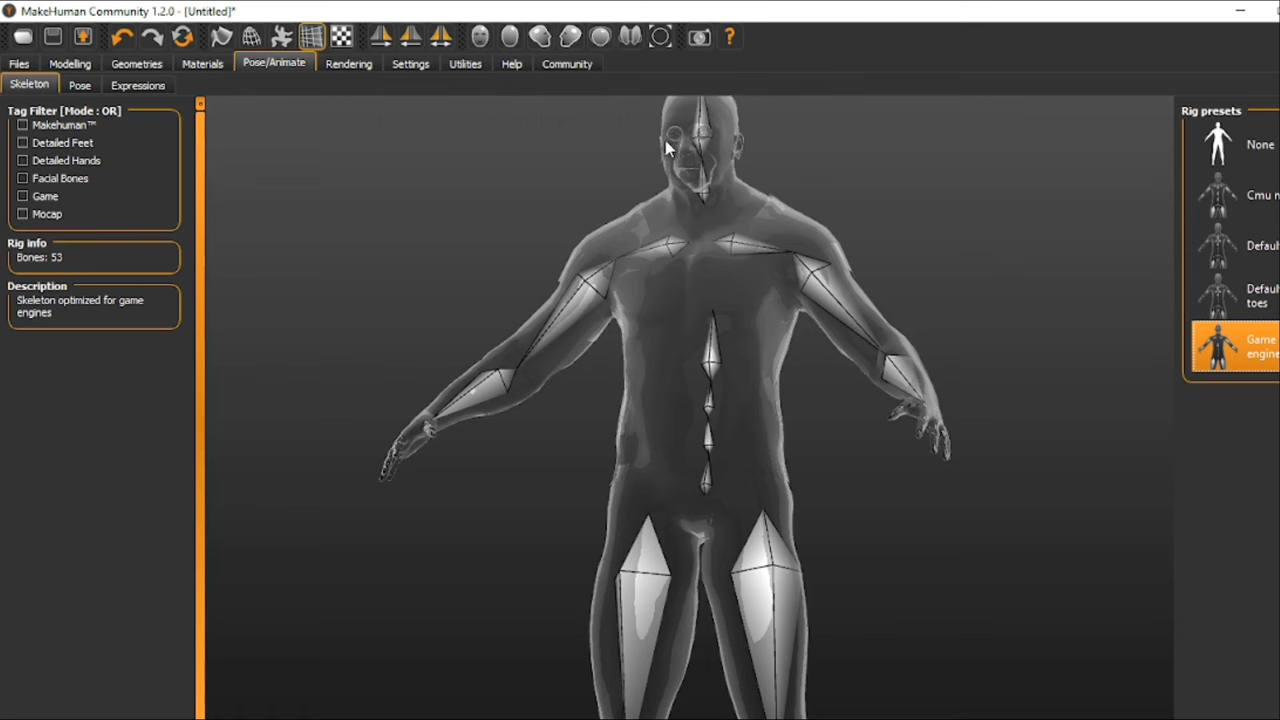 MakeHuman Community 1.2.0 - [Untitled]*
Files Modelling Geometries Materials Pose/Animate Rendering Settings Utilities Help Community
Skeleton Pose Expressions
Tag Filter [Mode : OR]
Makehuman™
Detailed Feet
Detailed Hands
Facial Bones
Game
Mocap
Rig info
Bones: 53
Description
Skeleton optimized for game
engines
Rig presets
None
Cmu m
Defaul
Defaul
toes
Game
engine